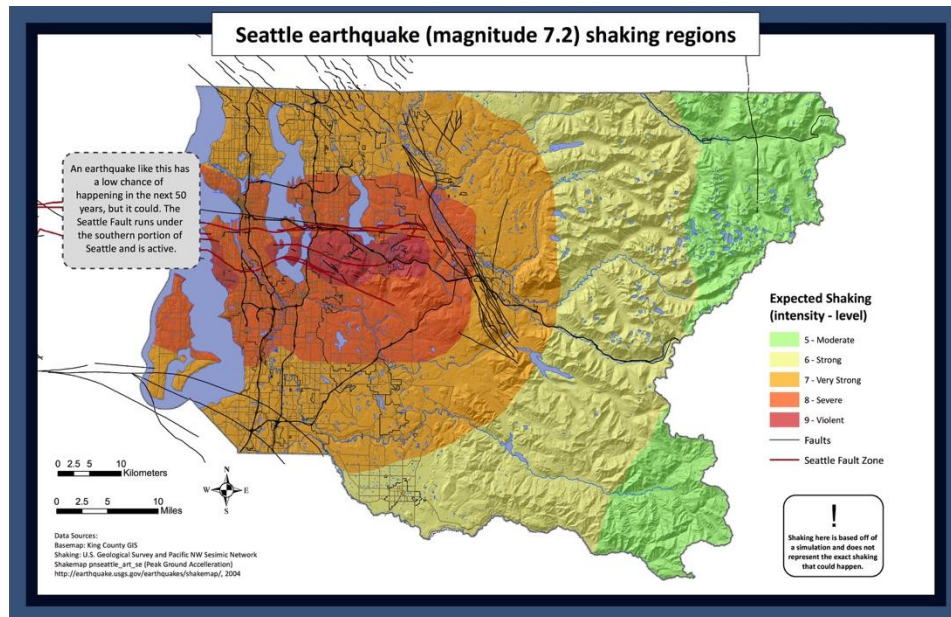 Seattle earthquake (magnitude 7.2) shaking regions
An earthquake like this has
a low chance of
happening in the next 50
years, but it could. The
Seattle Fault runs under
the southern portion of
Seattle and is active.
Expected Shaking
(intensity - level)
5 - Moderate
6 - Strong
7 - Very Strong
8 - Severe
9 - Violent
Faults
Seattle Fault Zone
0 2.5 5 10
Kilometers
0 2.5 5 10
Miles
N
W E
S
Data Sources:
Basemap: King County GIS
Shaking: U.S. Geological Survey and Pacific NW Sesimic Network
Shakemap pnseattle_art_se (Peak Ground Accelleration)
http://earthquake.usgs.gov/earthquakes/shakemap/, 2004
!
Shaking here is based off of
a simulation and does not
represent the exact shaking
that could happen.